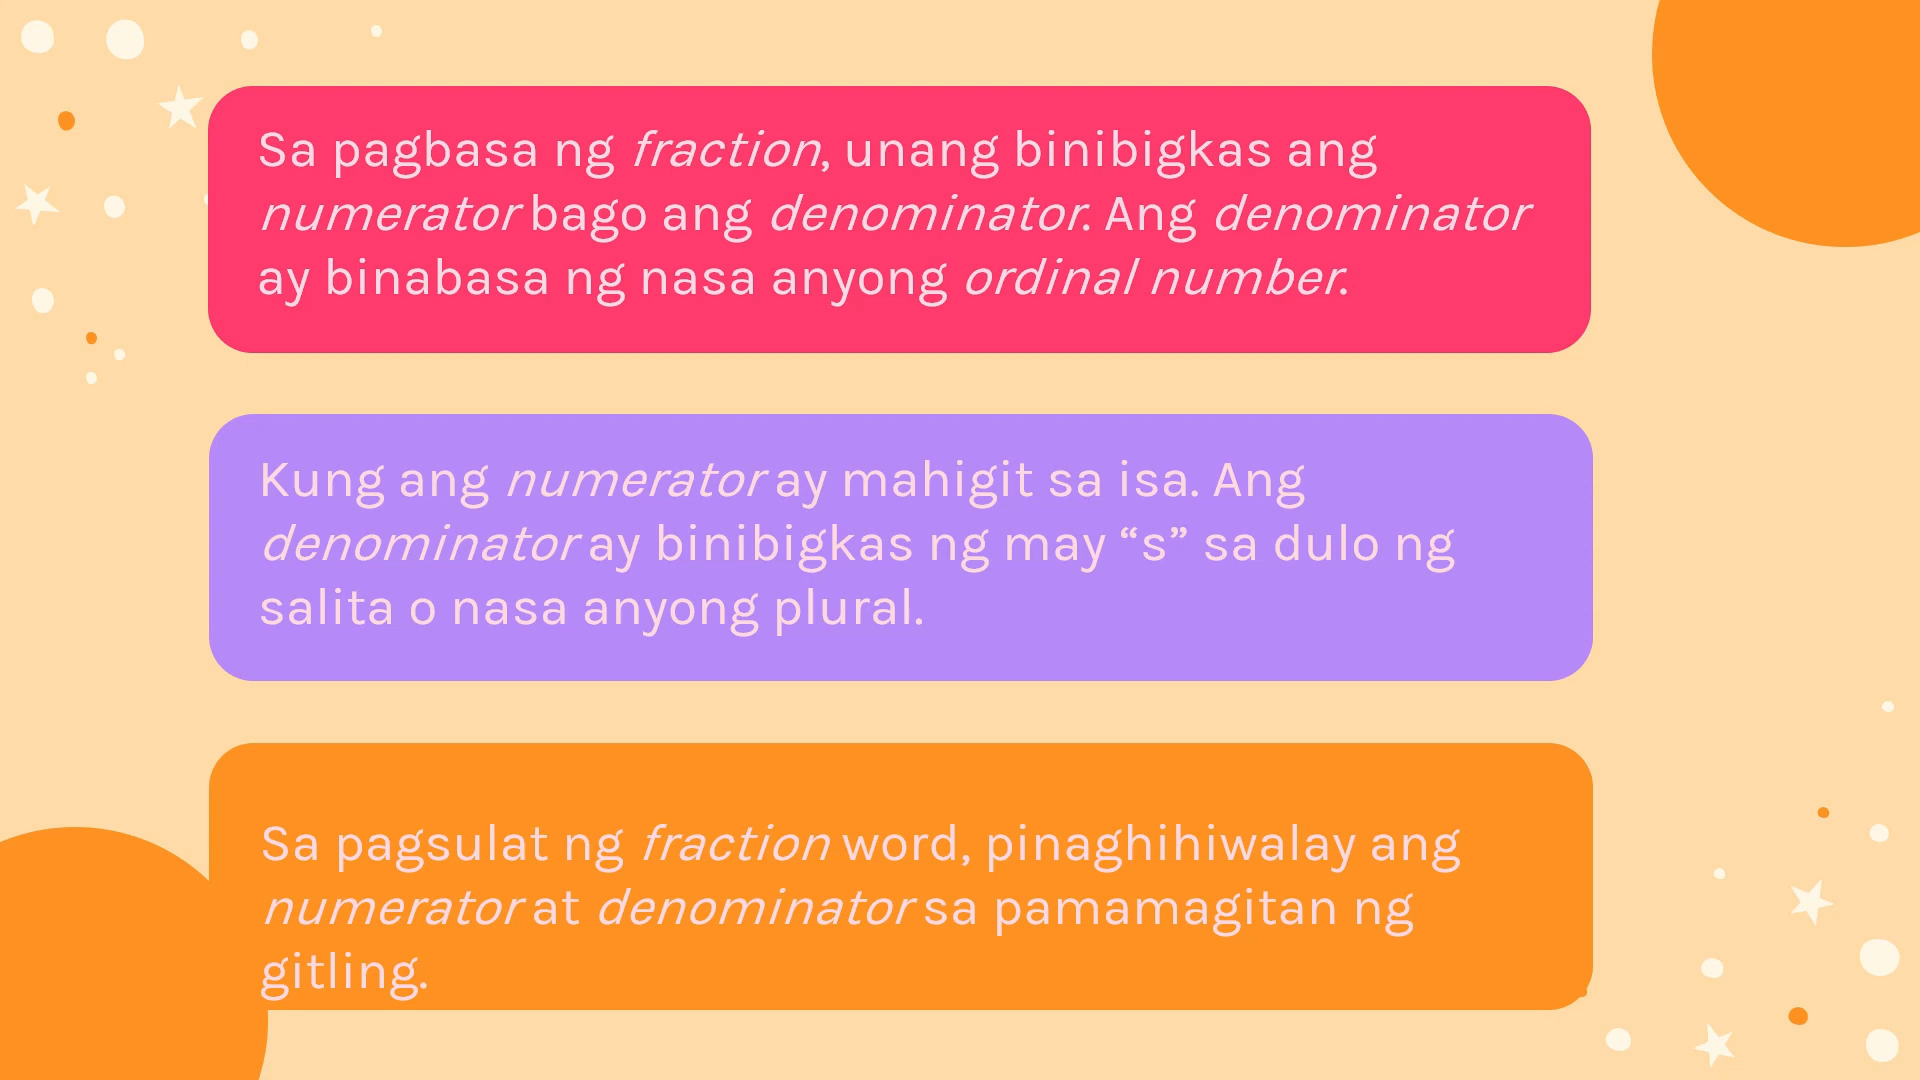 Sa pagbasa ng fraction, unang binibigkas ang
numerator bago ang denominator. Ang denominator
ay binabasa ng nasa anyong ordinal number.
Kung ang numerator ay mahigit sa isa. Ang
denominator ay binibigkas ng may “s” sa dulo ng
salita o nasa anyong plural.
Sa pagsulat ng fraction word, pinaghihiwalay ang
numerator at denominator sa pamamagitan ng
gitling.